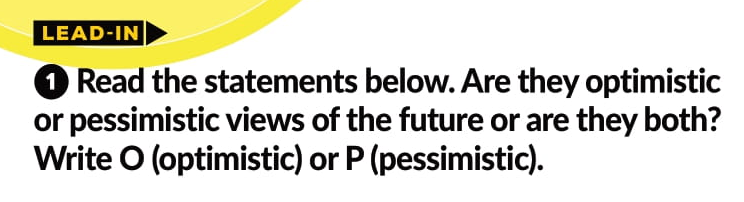 LEAD-IN
1 Read the statements below. Are they optimistic
or pessimistic views of the future or are they both?
Write O (optimistic) or P (pessimistic).